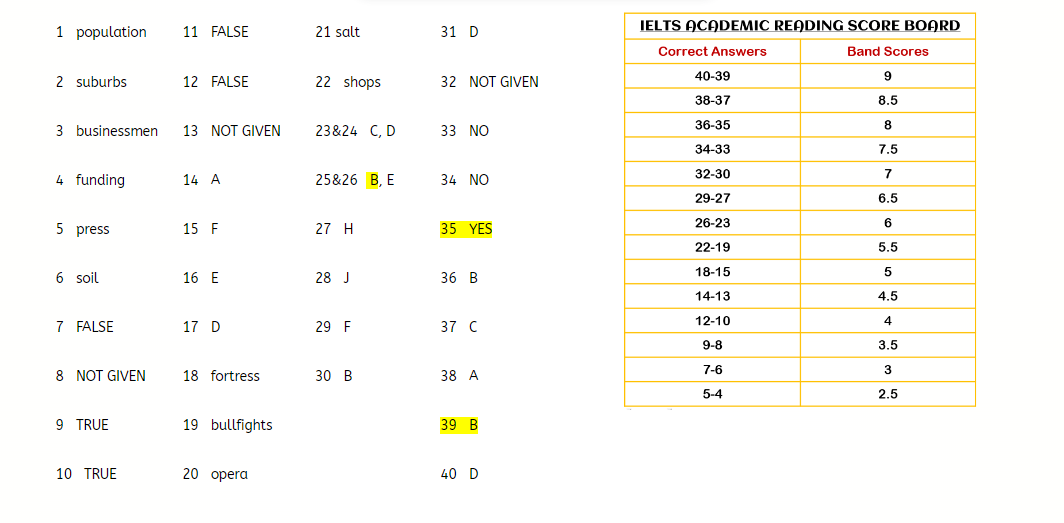 1 population
2 suburbs
3 businessmen
4 funding
5 press
6 soil
7 FALSE
8 NOT GIVEN
9 TRUE
10 TRUE
11 FALSE
12 FALSE
13 NOT GIVEN
14 A
15 F
16 E
17 D
18 fortress
19 bullfights
20 opera
21 salt
22 shops
23&24 C, D
25&26 B, E
27 H
28 J
29 F
30 B
31 D
32 NOT GIVEN
33 NO
34 NO
35 YES
36 B
37 C
38 A
39 B
40 D
IELTS ACADEMIC READING SCORE BOARD
Correct Answers Band Scores
40-39 9
38-37 8.5
36-35 8
34-33 7.5
32-30 7
29-27 6.5
26-23 6
22-19 5.5
18-15 5
14-13 4.5
12-10 4
9-8 3.5
7-6 3
5-4 2.5